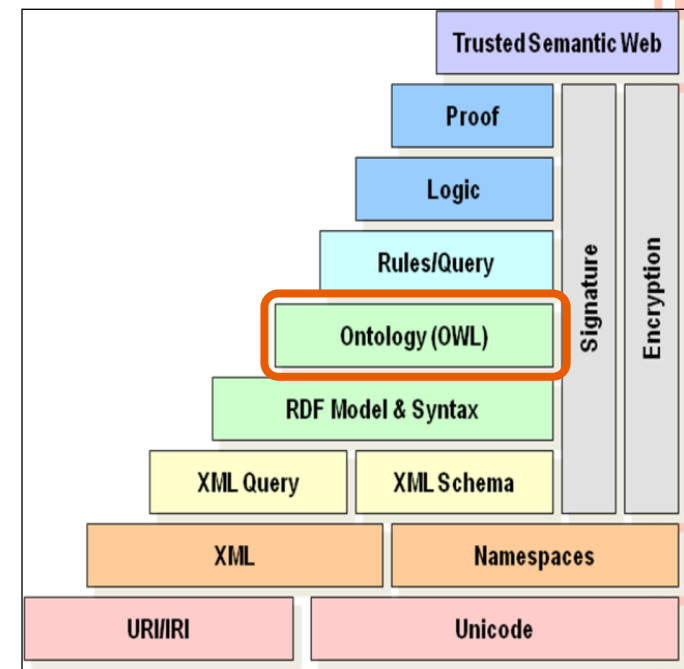 Trusted Semantic Web
Proof
Logic
Rules/Query
Ontology (OWL)
RDF Model & Syntax
Signature
Encryption
XML Query
XML Schema
XML
Namespaces
URI/IRI
Unicode